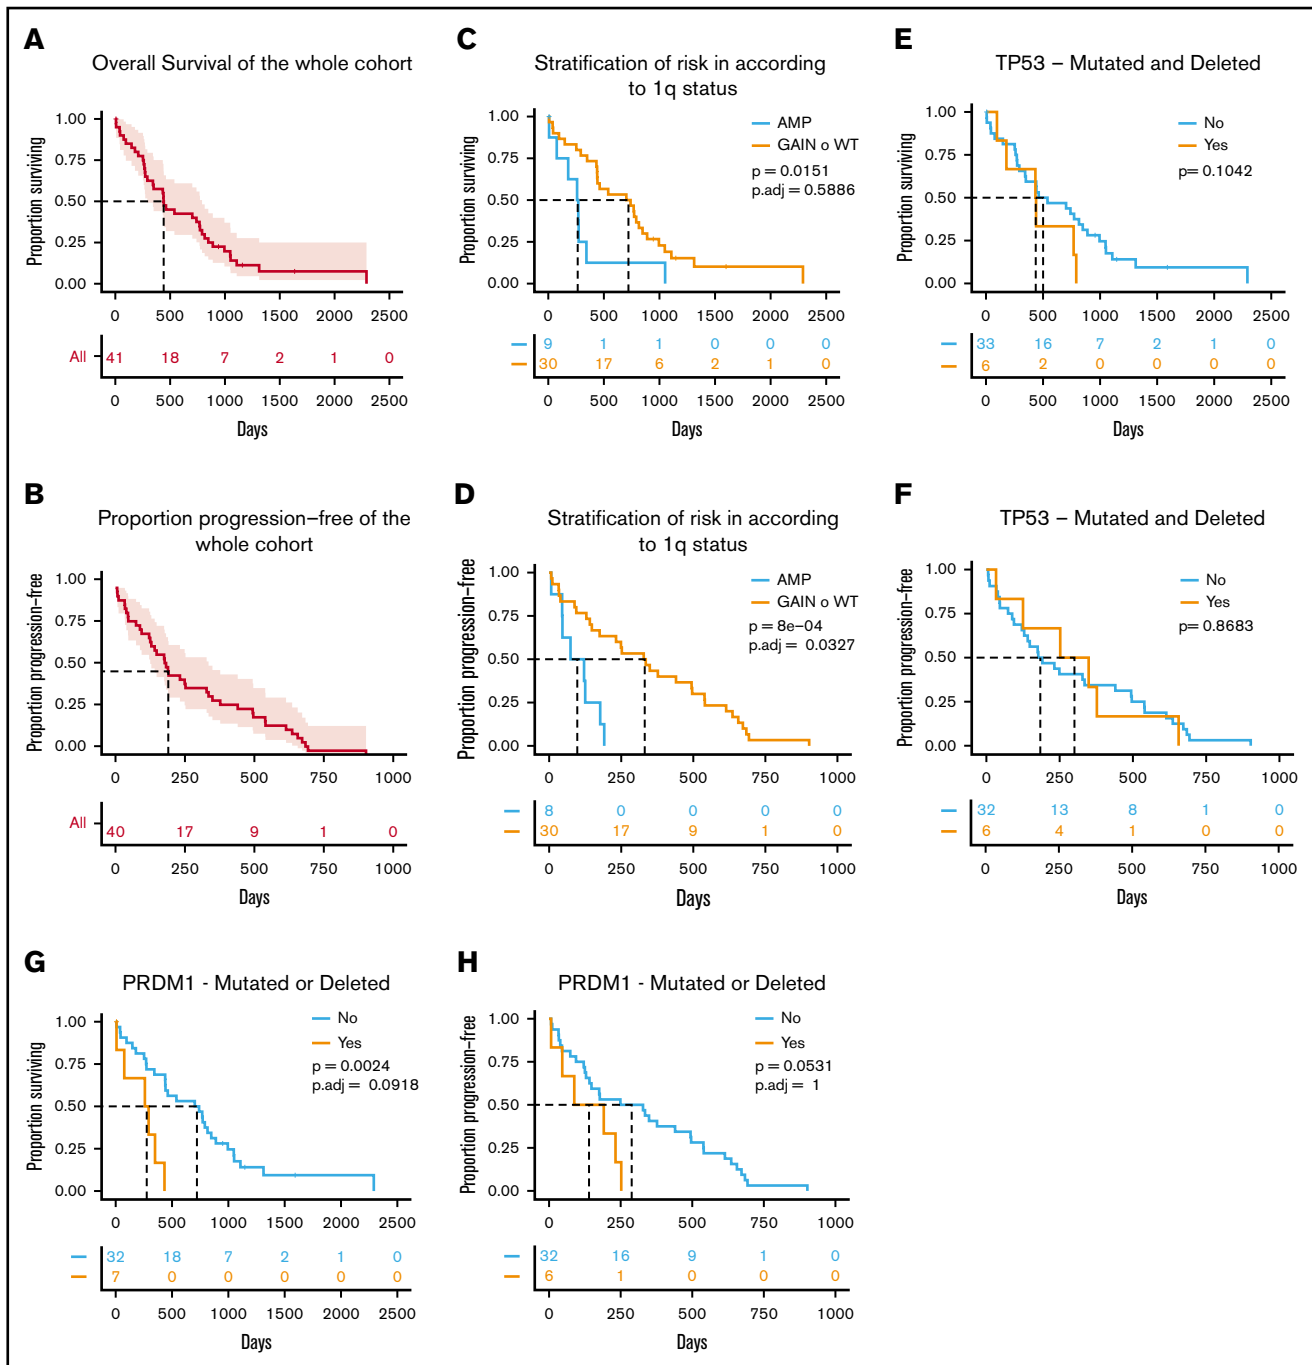 A
Overall Survival of the whole cohort
Proportion surviving
1.00
0.75
0.50
0.25
0.00
0 500 1000 1500 2000 2500
All 41 18 7 2 1 0
0 500 1000 1500 2000 2500
Days
C
Stratification of risk in according
to 1q status
Proportion surviving
1.00
0.75
0.50
0.25
0.00
AMP
GAIN o WT
p = 0.0151
p.adj = 0.5886
0 500 1000 1500 2000 2500
9 1 1 0 0 0
30 17 6 2 1 0
0 500 1000 1500 2000 2500
Days
E
TP53 – Mutated and Deleted
Proportion surviving
1.00
0.75
0.50
0.25
0.00
No
Yes
p= 0.1042
0 500 1000 1500 2000 2500
33 16 7 2 1 0
6 2 0 0 0 0
0 500 1000 1500 2000 2500
Days
B
Proportion progression–free of the
whole cohort
Proportion progression–free
1.00
0.75
0.50
0.25
0.00
0 250 500 750 1000
All 40 17 9 1 0
0 250 500 750 1000
Days
D
Stratification of risk in according
to 1q status
Proportion progression–free
1.00
0.75
0.50
0.25
0.00
AMP
GAIN o WT
p = 8e–04
p.adj = 0.0327
0 250 500 750 1000
8 0 0 0 0
30 17 9 1 0
0 250 500 750 1000
Days
F
TP53 – Mutated and Deleted
Proportion progression–free
1.00
0.75
0.50
0.25
0.00
No
Yes
p= 0.8683
0 250 500 750 1000
32 13 8 1 0
6 4 1 0 0
0 250 500 750 1000
Days
G
PRDM1 - Mutated or Deleted
Proportion surviving
1.00
0.75
0.50
0.25
0.00
No
Yes
p = 0.0024
p.adj = 0.0918
0 500 1000 1500 2000 2500
32 18 7 2 1 0
7 0 0 0 0 0
0 500 1000 1500 2000 2500
Days
H
PRDM1 - Mutated or Deleted
Proportion progression–free
1.00
0.75
0.50
0.25
0.00
No
Yes
p = 0.0531
p.adj = 1
0 250 500 750 1000
32 16 9 1 0
6 1 0 0 0
0 250 500 750 1000
Days